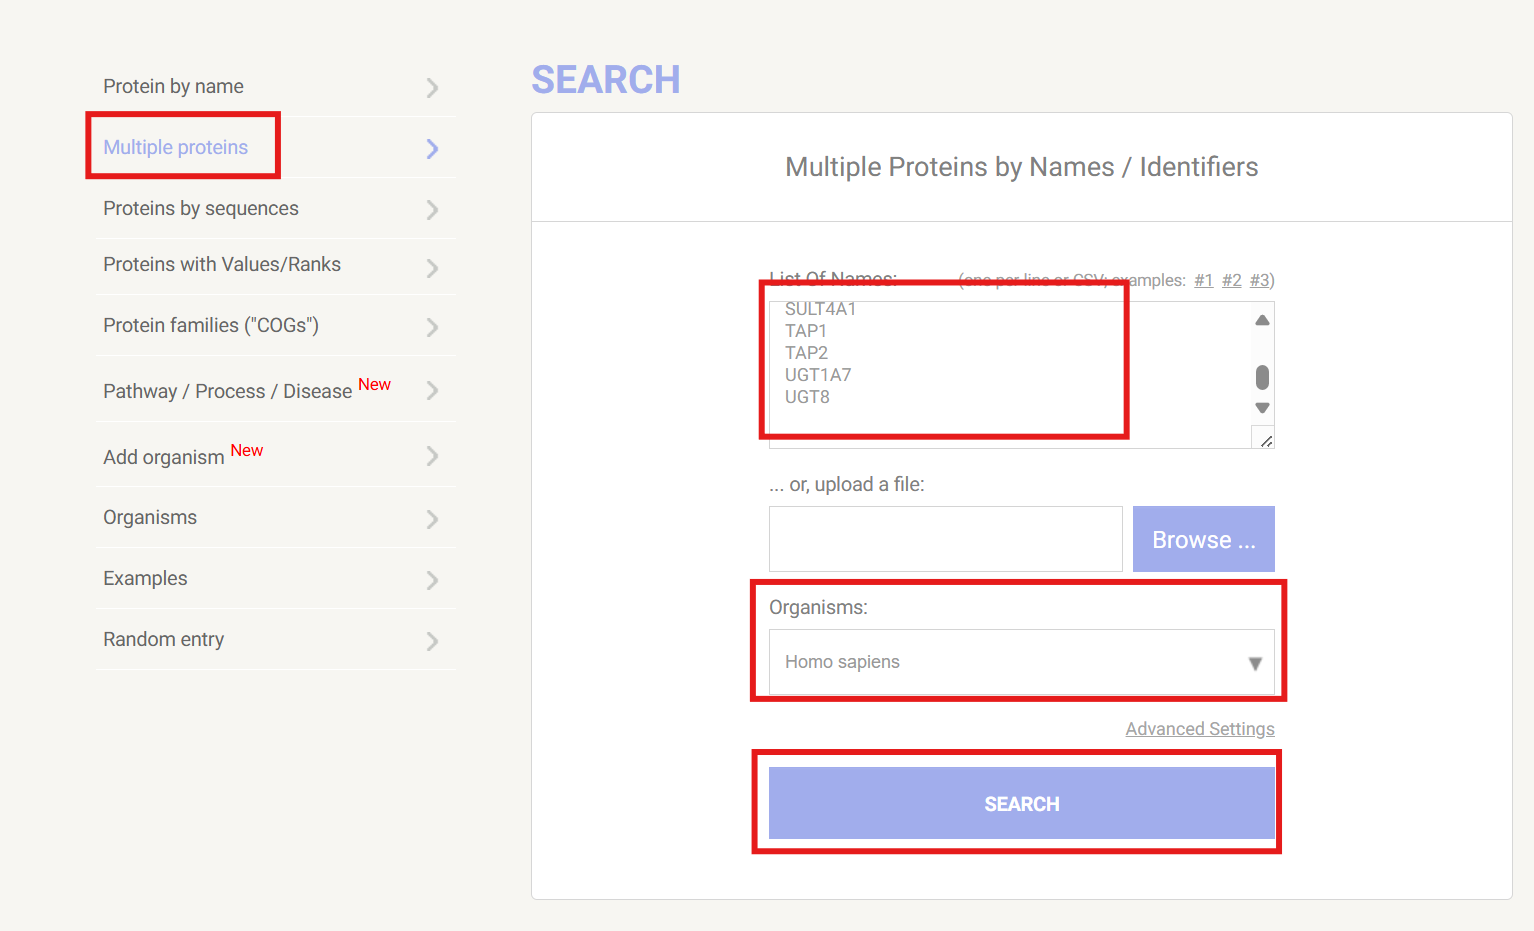 Protein by name
Multiple proteins
Proteins by sequences
Proteins with Values/Ranks
Protein families ("COGs")
Pathway / Process / Disease New
Add organism New
Organisms
Examples
Random entry
SEARCH
Multiple Proteins by Names / Identifiers
List Of Names: (one per line or CSV; examples: #1 #2 #3)
SULT4A1
TAP1
TAP2
UGT1A7
UGT8
... or, upload a file:
Browse ...
Organisms:
Homo sapiens
Advanced Settings
SEARCH